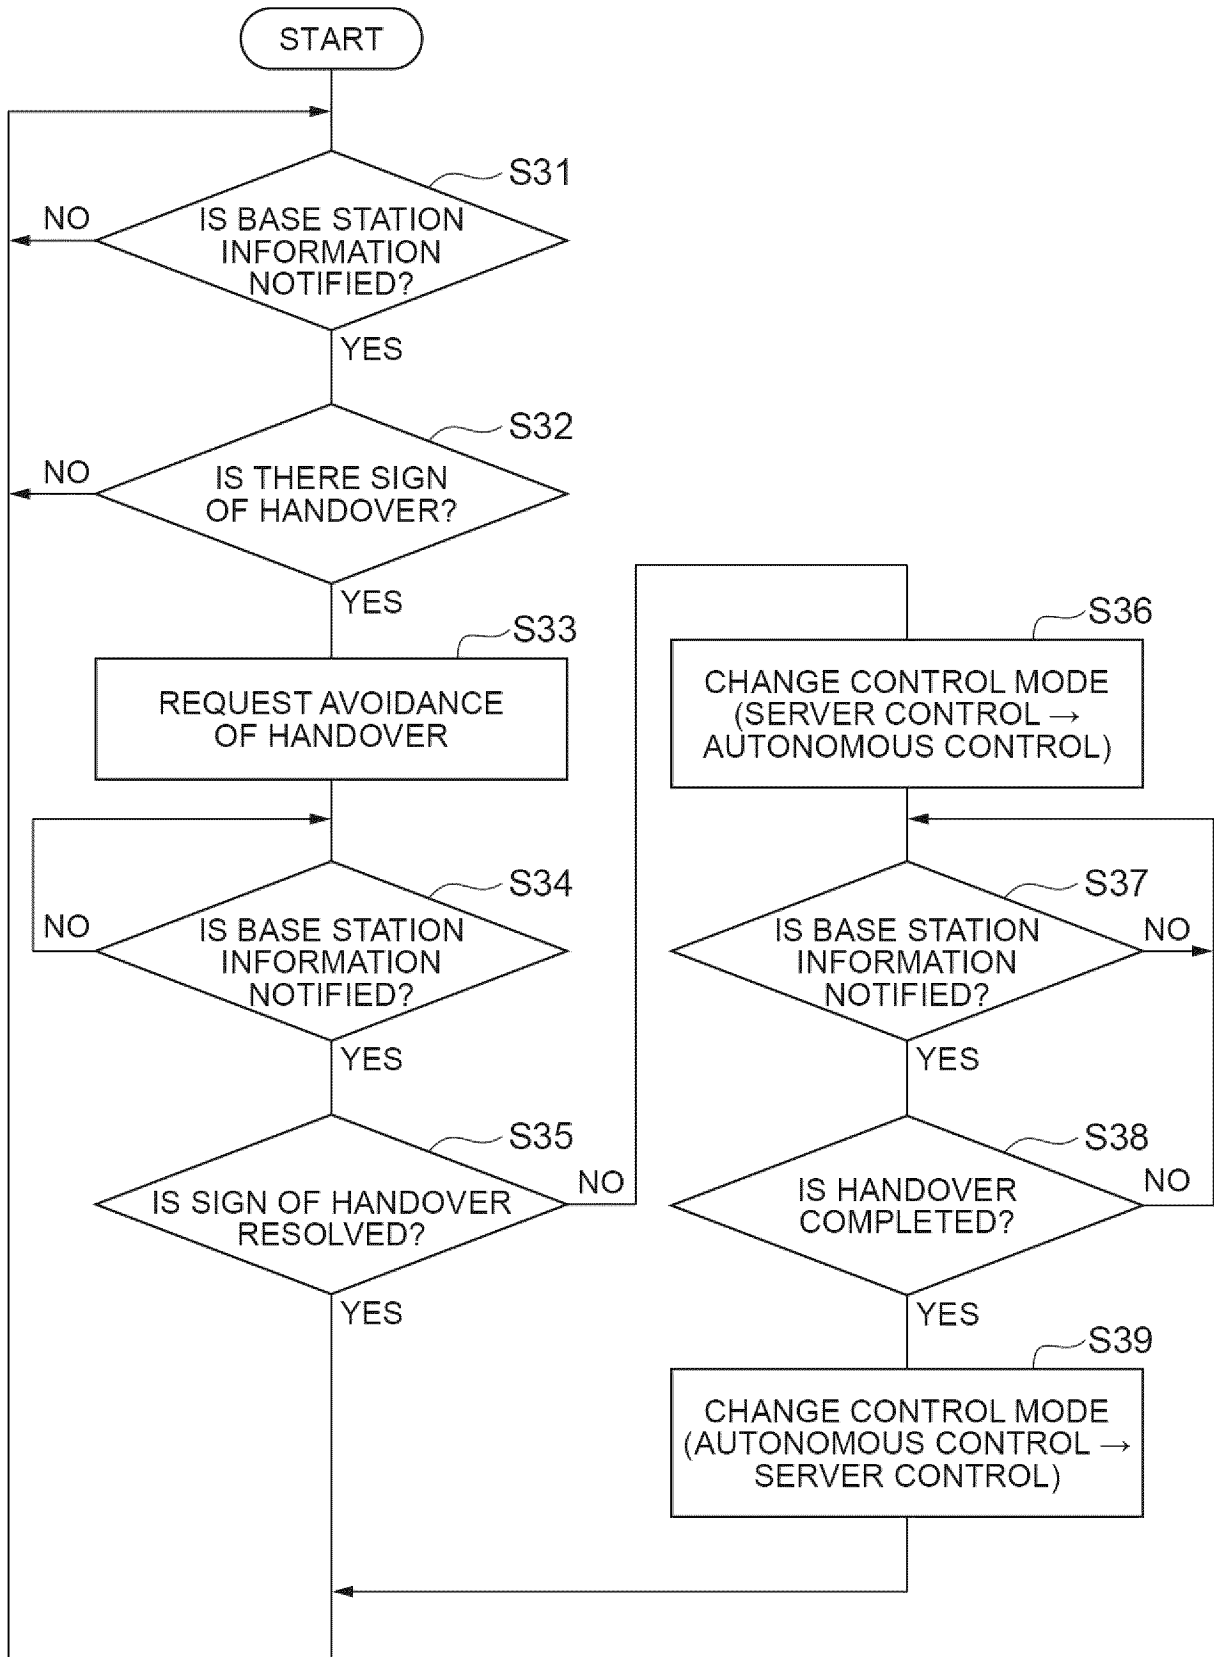 START
S31
IS BASE STATION
INFORMATION
NOTIFIED?
NO
YES
S32
IS THERE SIGN
OF HANDOVER?
NO
YES
S33
REQUEST AVOIDANCE
OF HANDOVER
S34
IS BASE STATION
INFORMATION
NOTIFIED?
NO
YES
S35
IS SIGN OF HANDOVER
RESOLVED?
NO
YES
S36
CHANGE CONTROL MODE
(SERVER CONTROL →
AUTONOMOUS CONTROL)
S37
IS BASE STATION
INFORMATION
NOTIFIED?
NO
YES
S38
IS HANDOVER
COMPLETED?
NO
YES
S39
CHANGE CONTROL MODE
(AUTONOMOUS CONTROL →
SERVER CONTROL)